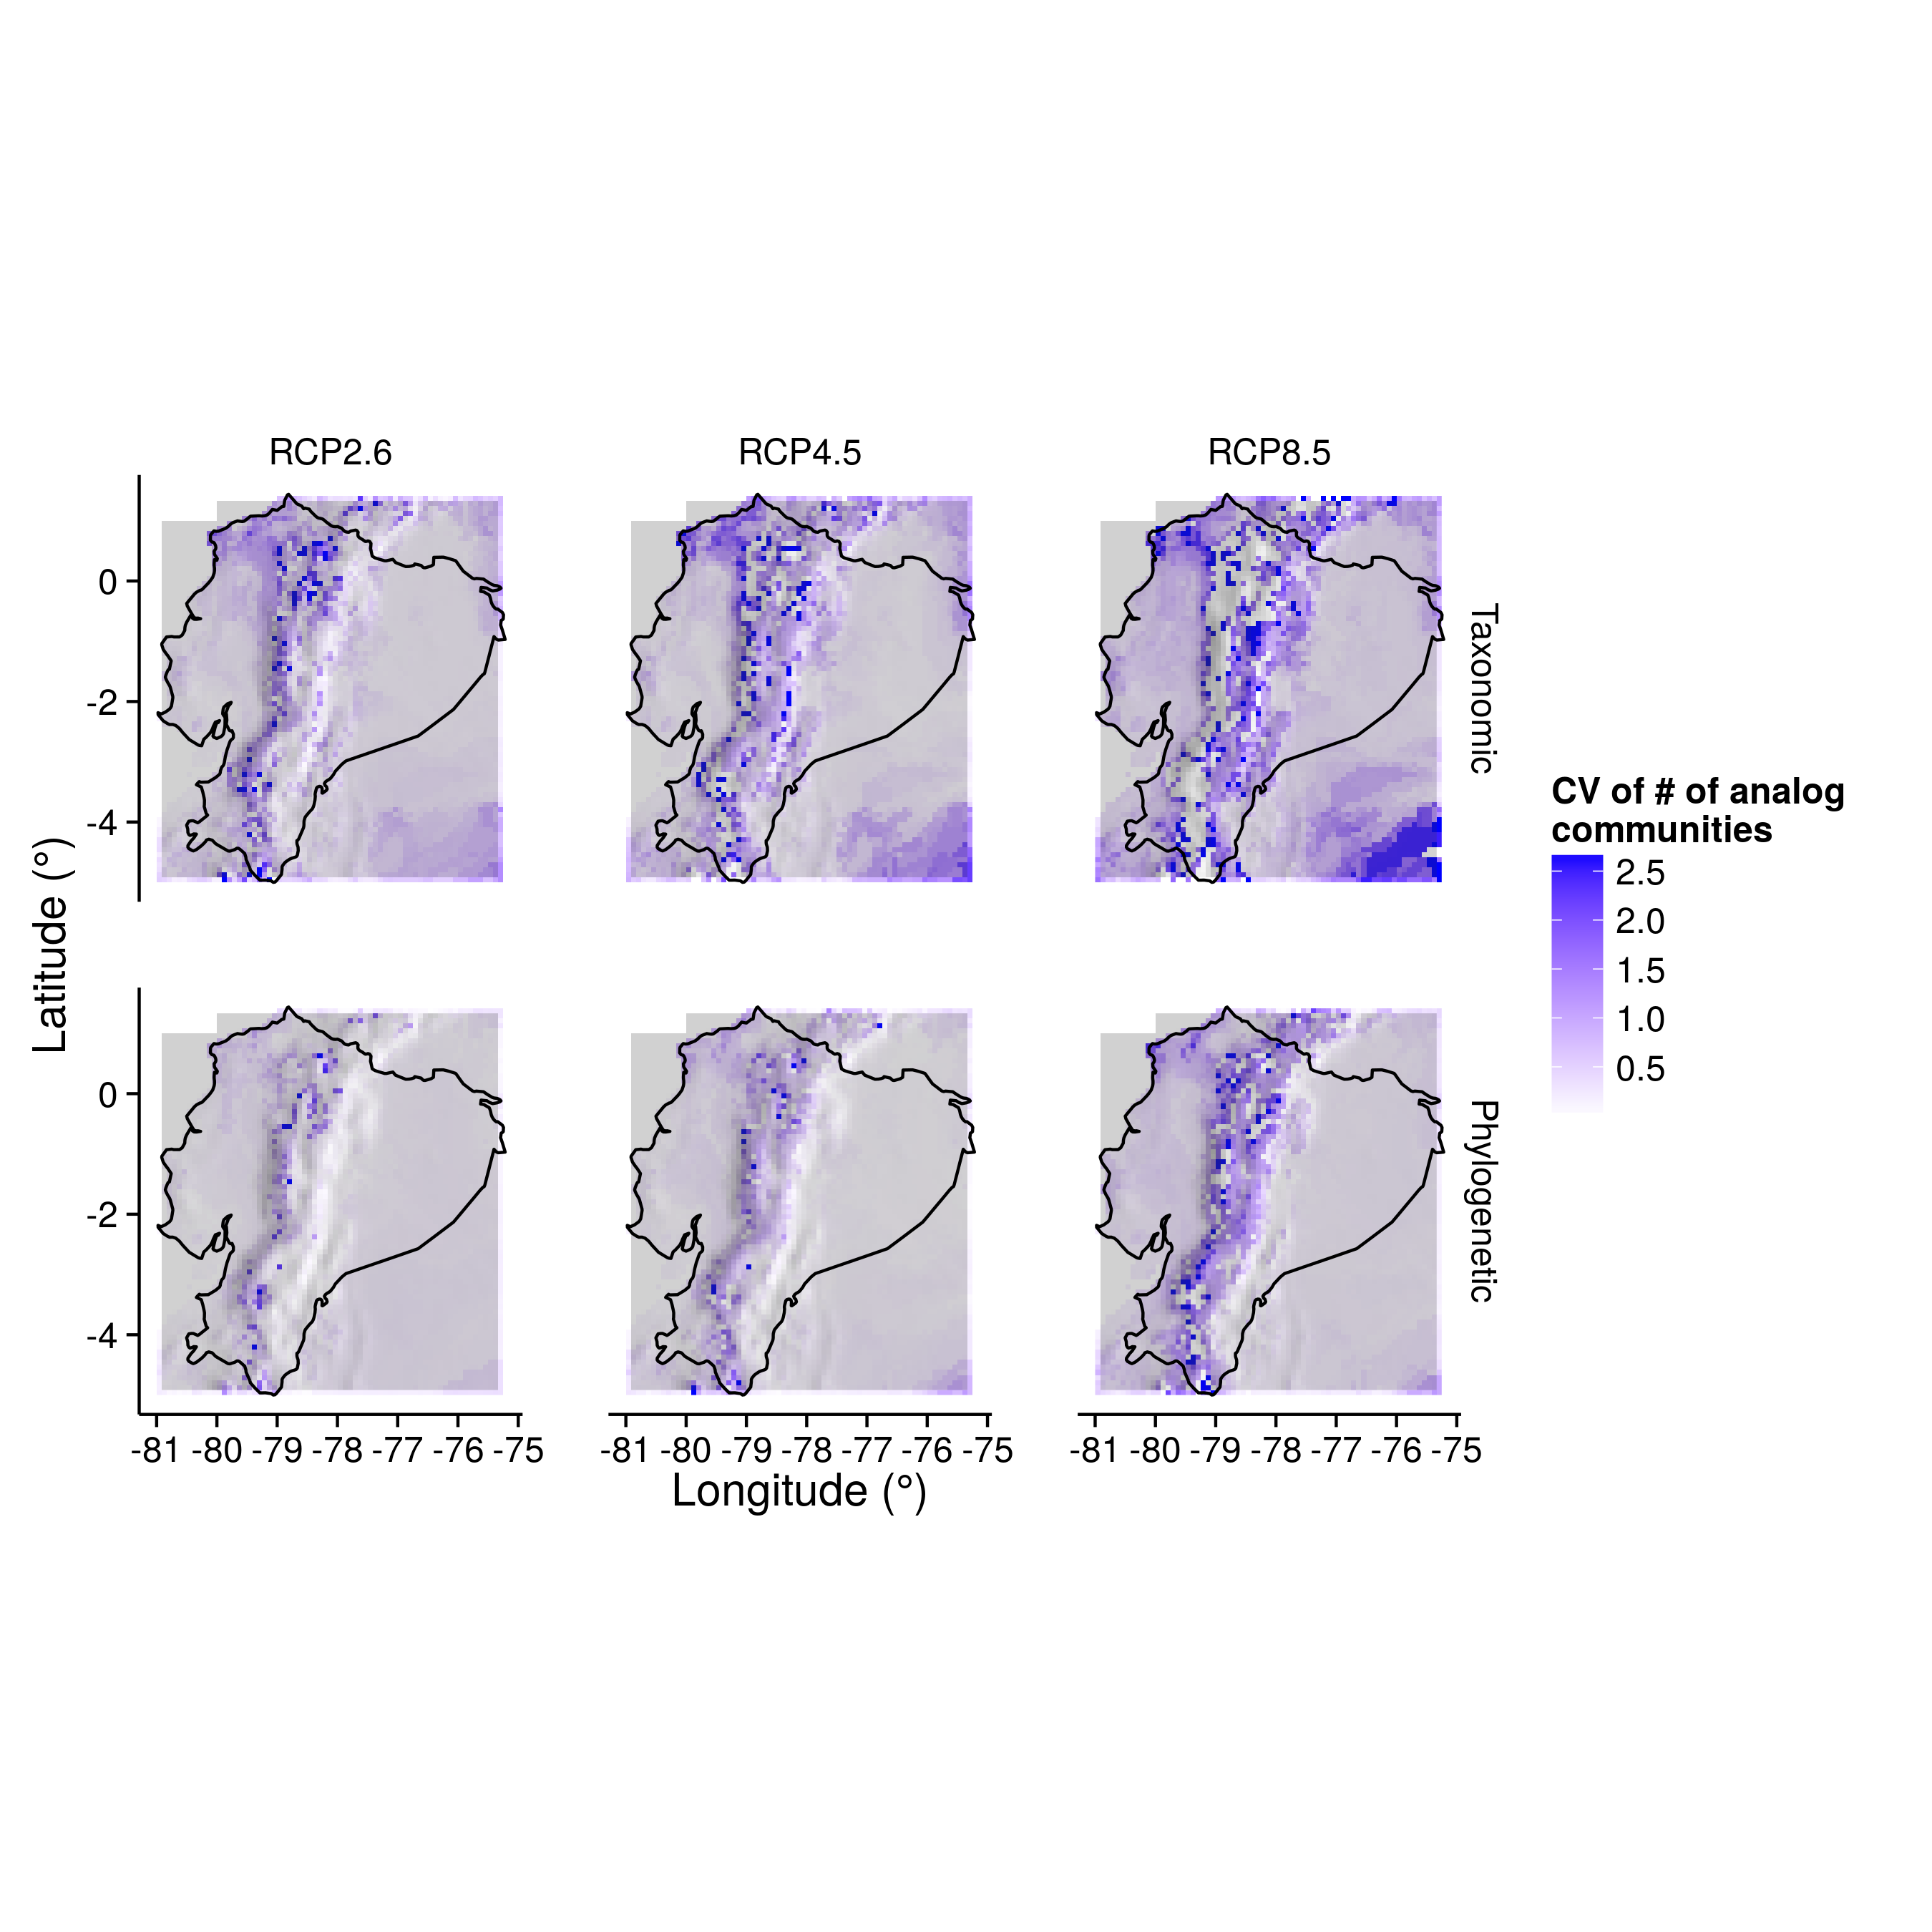 RCP2.6 RCP4.5 RCP8.5
0
-2
-4
Taxonomic
Latitude (°)
CV of # of analog
communities
2.5
2.0
1.5
1.0
0.5
0
-2
-4
Phylogenetic
-81 -80 -79 -78 -77 -76 -75 -81 -80 -79 -78 -77 -76 -75 -81 -80 -79 -78 -77 -76 -75
Longitude (°)